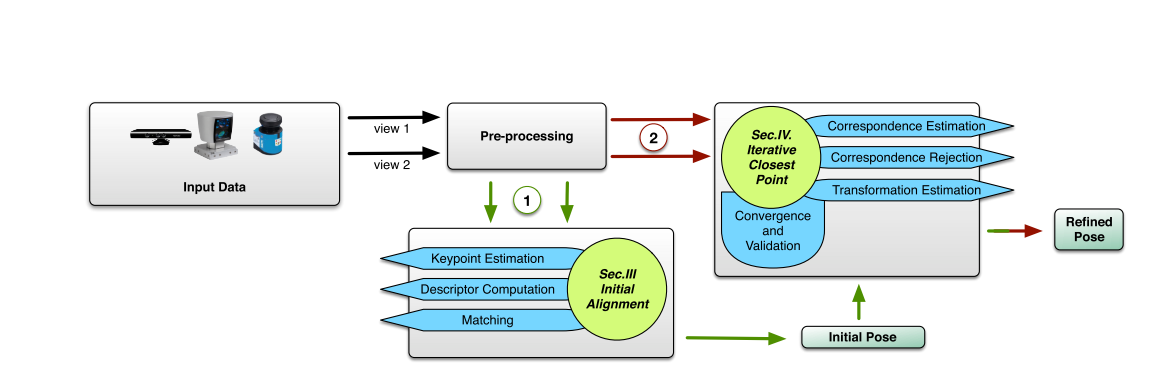 Input Data
view 1
view 2
Pre-processing
1
2
Sec.III
Initial
Alignment
Keypoint Estimation
Descriptor Computation
Matching
Initial Pose
Sec.IV.
Iterative
Closest
Point
Correspondence Estimation
Correspondence Rejection
Transformation Estimation
Convergence
and
Validation
Refined
Pose